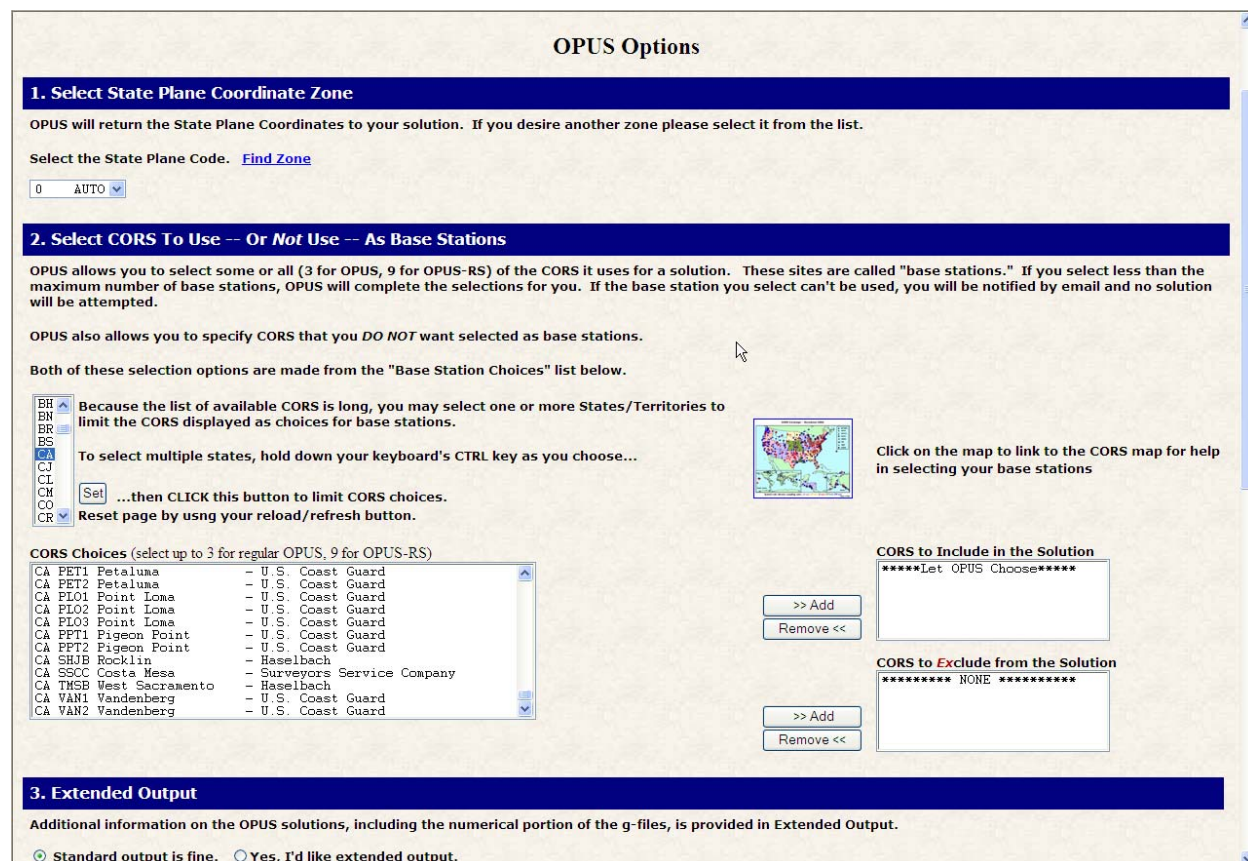 OPUS Options
1. Select State Plane Coordinate Zone
OPUS will return the State Plane Coordinates to your solution. If you desire another zone please select it from the list.
Select the State Plane Code. Find Zone
0 AUTO
2. Select CORS To Use -- Or Not Use -- As Base Stations
OPUS allows you to select some or all (3 for OPUS, 9 for OPUS-RS) of the CORS it uses for a solution. These sites are called "base stations." If you select less than the
maximum number of base stations, OPUS will complete the selections for you. If the base station you select can't be used, you will be notified by email and no solution
will be attempted.
OPUS also allows you to specify CORS that you DO NOT want selected as base stations.
Both of these selection options are made from the "Base Station Choices" list below.
BH
BN
BR
BS
CA
CJ
CL
CM
CO
CR
Because the list of available CORS is long, you may select one or more States/Territories to
limit the CORS displayed as choices for base stations.
To select multiple states, hold down your keyboard's CTRL key as you choose...
Set ...then CLICK this button to limit CORS choices.
Reset page by usng your reload/refresh button.
Click on the map to link to the CORS map for help
in selecting your base stations
CORS Choices (select up to 3 for regular OPUS, 9 for OPUS-RS)
CA PET1 Petaluma - U.S. Coast Guard
CA PET2 Petaluma - U.S. Coast Guard
CA PLO1 Point Loma - U.S. Coast Guard
CA PLO2 Point Loma - U.S. Coast Guard
CA PLO3 Point Loma - U.S. Coast Guard
CA PPT1 Pigeon Point - U.S. Coast Guard
CA PPT2 Pigeon Point - U.S. Coast Guard
CA SHJB Rocklin - Haselbach
CA SSCC Costa Mesa - Surveyors Service Company
CA TMSB West Sacramento - Haselbach
CA VAN1 Vandenberg - U.S. Coast Guard
CA VAN2 Vandenberg - U.S. Coast Guard
>> Add
Remove <<
CORS to Include in the Solution
*****Let OPUS Choose*****
>> Add
Remove <<
CORS to Exclude from the Solution
********* NONE **********
3. Extended Output
Additional information on the OPUS solutions, including the numerical portion of the g-files, is provided in Extended Output.
Standard output is fine. Yes, I'd like extended output.